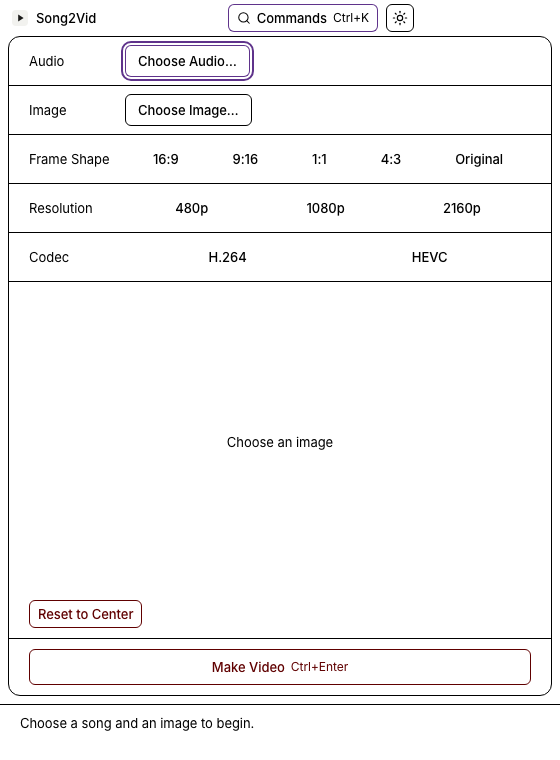 Song2Vid
Commands Ctrl+K
Audio Choose Audio...
Image Choose Image...
Frame Shape 16:9 9:16 1:1 4:3 Original
Resolution 480p 1080p 2160p
Codec H.264 HEVC
Choose an image
Reset to Center
Make Video Ctrl+Enter
Choose a song and an image to begin.